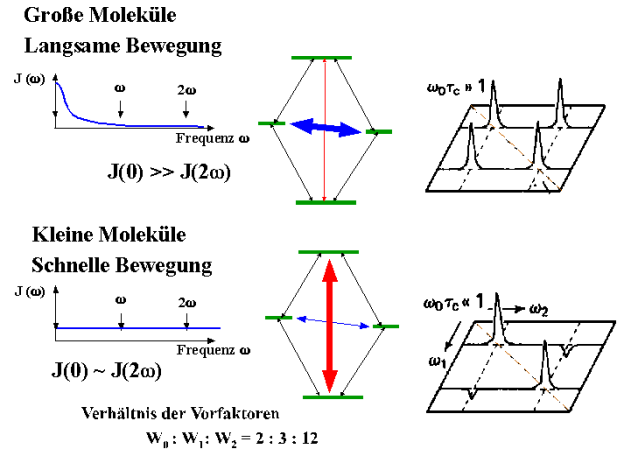 Große Moleküle
Langsame Bewegung
J (ω)
ω
2ω
Frequenz ω
J(0) >> J(2ω)
ω₀τc » 1
Kleine Moleküle
Schnelle Bewegung
J (ω)
ω
2ω
Frequenz ω
J(0) ~ J(2ω)
ω₀τc « 1
ω₂
ω₁
Verhältnis der Vorfaktoren
W₀ : W₁ : W₂ = 2 : 3 : 12